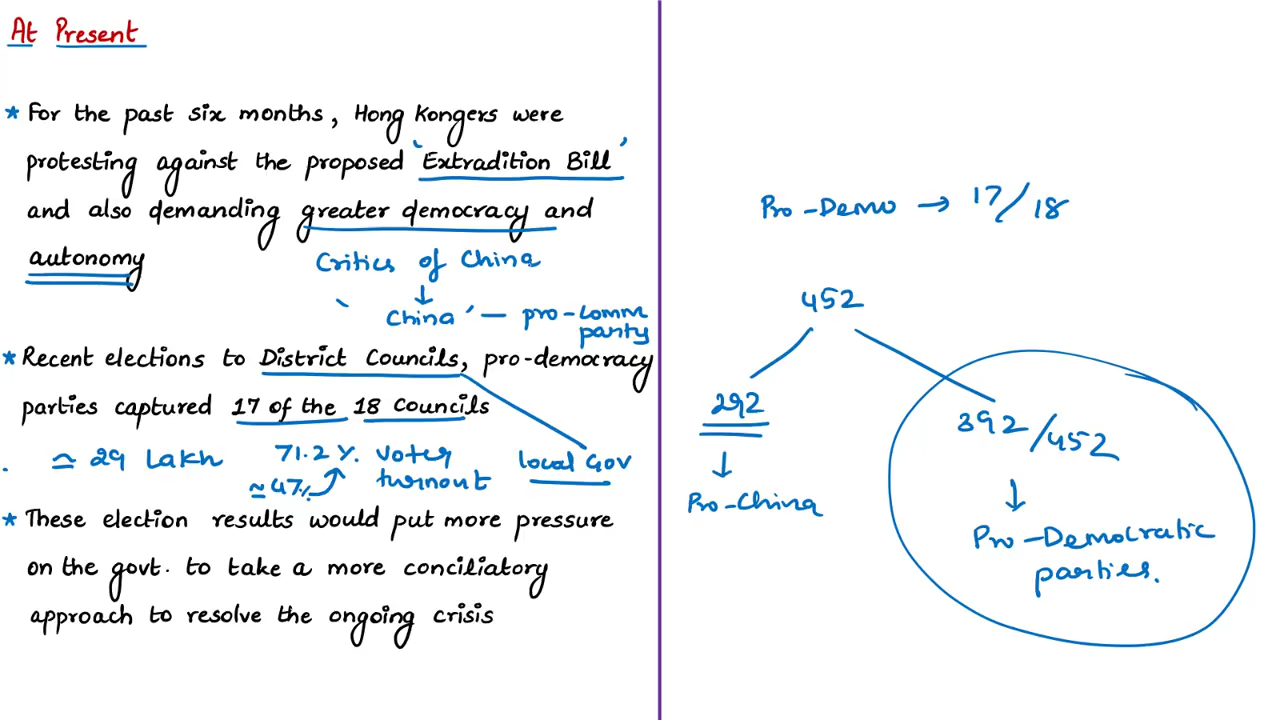 At Present
* For the past six months, Hong Kongers were
protesting against the proposed 'Extradition Bill'
and also demanding greater democracy and
autonomy
Critics of China
↓
' China ' — pro-comm
party
* Recent elections to District Councils, pro-democracy
parties captured 17 of the 18 Councils
≃ 29 Lakh
71.2 %. voter
turnout
≃47%
local Gov
* These election results would put more pressure
on the govt. to take a more conciliatory
approach to resolve the ongoing crisis
Pro-Demo → 17/18
452
292
↓
Pro-China
392/452
↓
Pro-Democratic
parties.